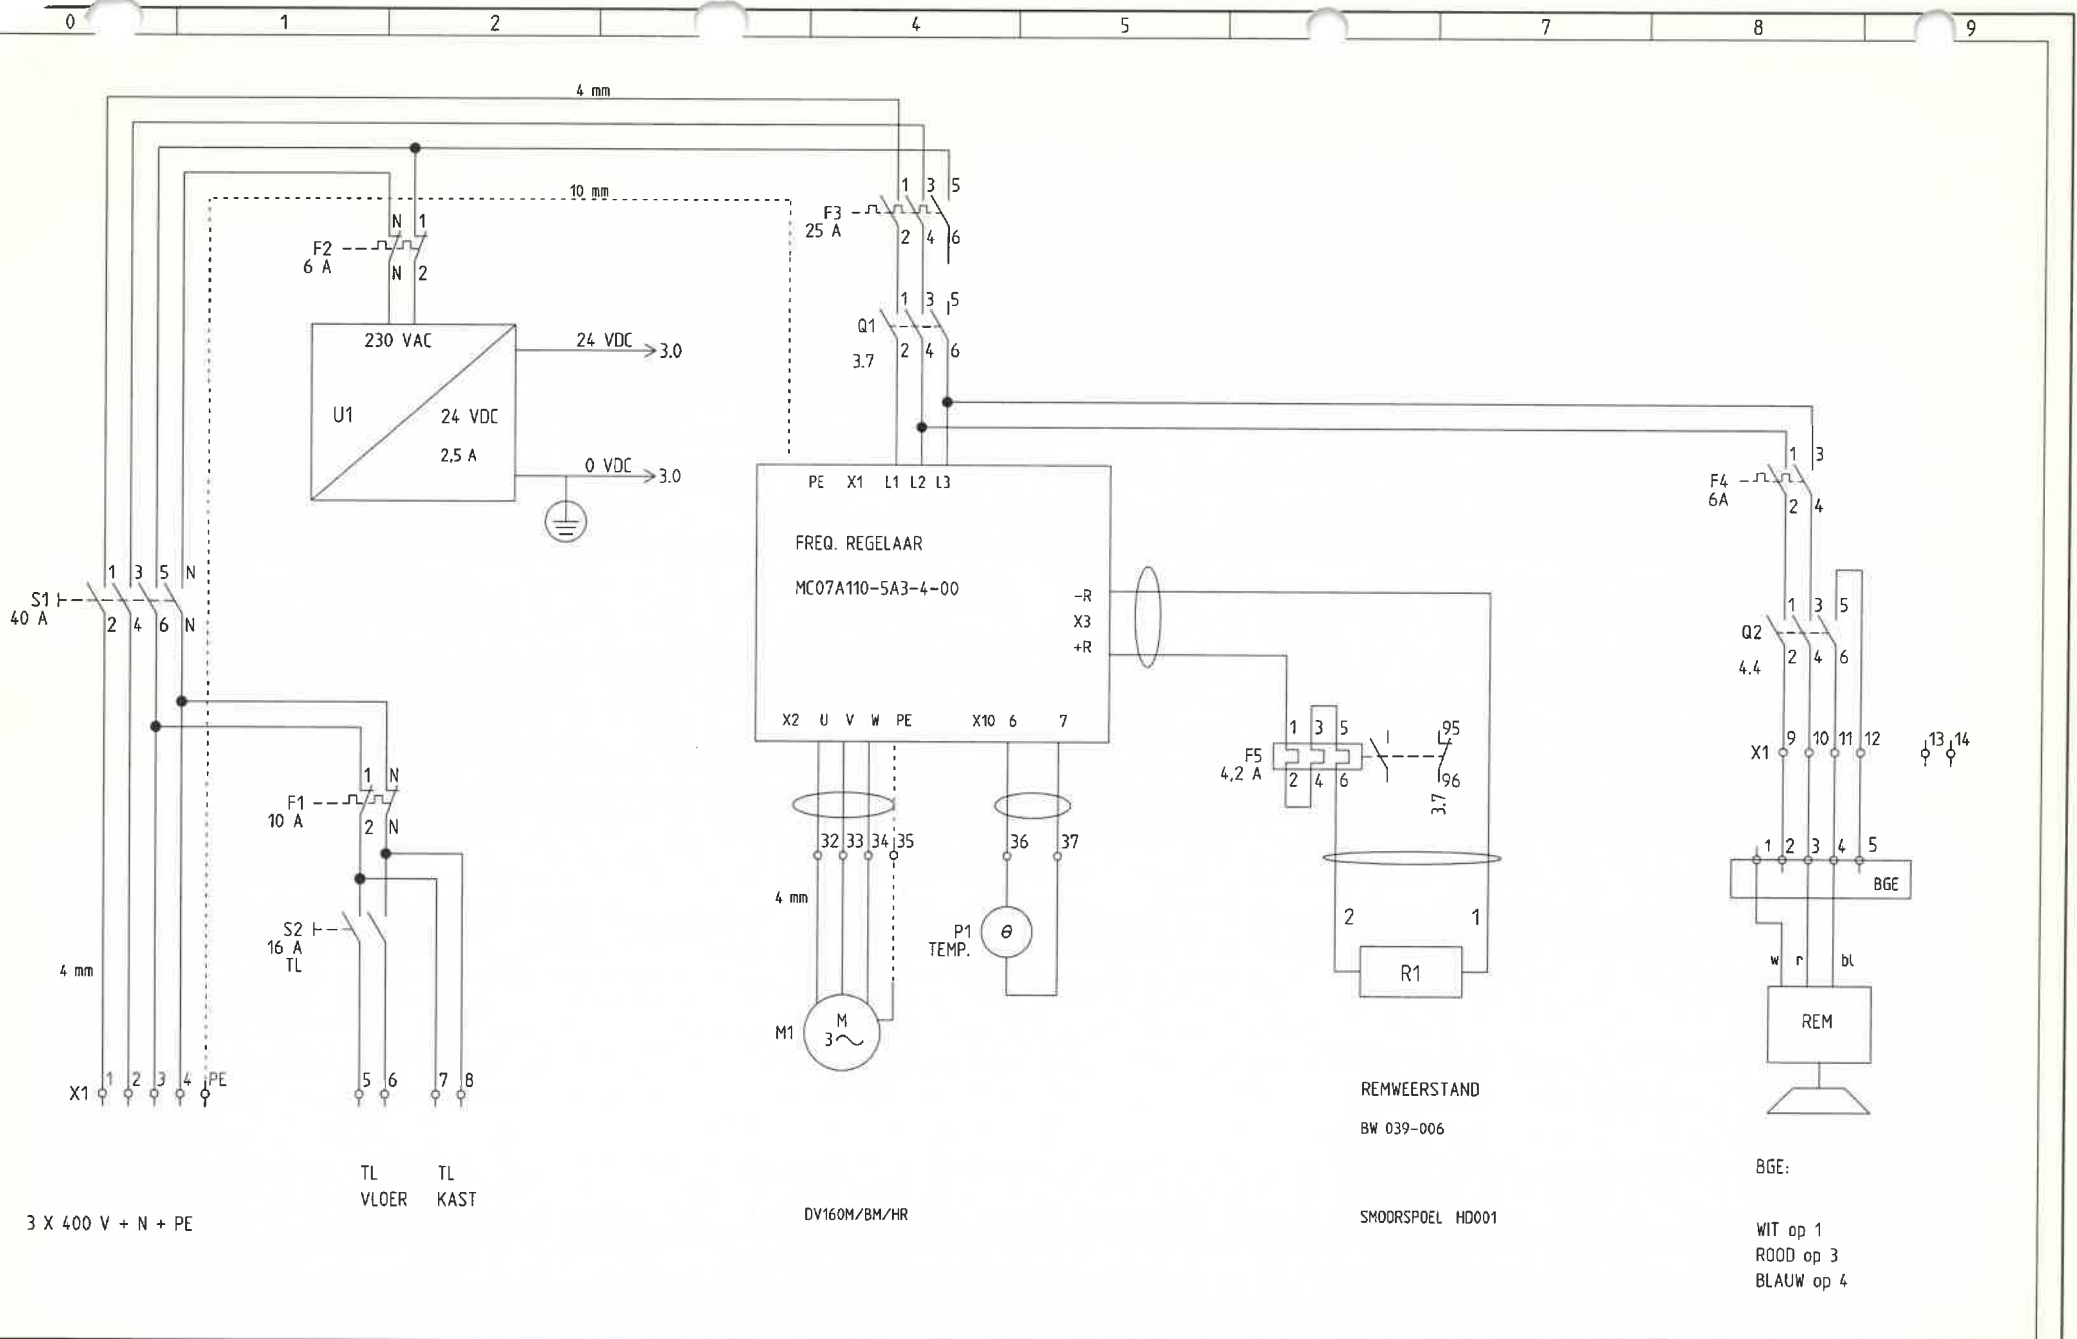 0 1 2 4 5 7 8 9
4 mm
10 mm
1 3 5
F3
25 A
2 4 6
N 1
F2
6 A
N 2
1 3 5
Q1
3.7
2 4 6
230 VAC
24 VDC 3.0
U1
24 VDC
2,5 A
0 VDC 3.0
1 3
F4
6A
2 4
PE X1 L1 L2 L3
FREQ. REGELAAR
MC07A110-5A3-4-00
-R
X3
+R
X2 U V W PE X10 6 7
1 3 5 N
S1
40 A
2 4 6 N
1 3 5
Q2
4.4
2 4 6
X1 9 10 11 12 13 14
1 3 5 95
F5
4,2 A
2 4 6 96
3.7
1 N
F1
10 A
2 N
32 33 34 35 36 37
1 2 3 4 5
BGE
4 mm
S2
16 A
TL
P1
TEMP.
θ
2 1
R1
w r bl
REM
4 mm
M1
M
3
X1 1 2 3 4 PE 5 6 7 8
REMWEERSTAND
BW 039-006
TL TL
VLOER KAST
3 X 400 V + N + PE
DV160M/BM/HR
SMOORSPOEL HD001
BGE:
WIT op 1
ROOD op 3
BLAUW op 4